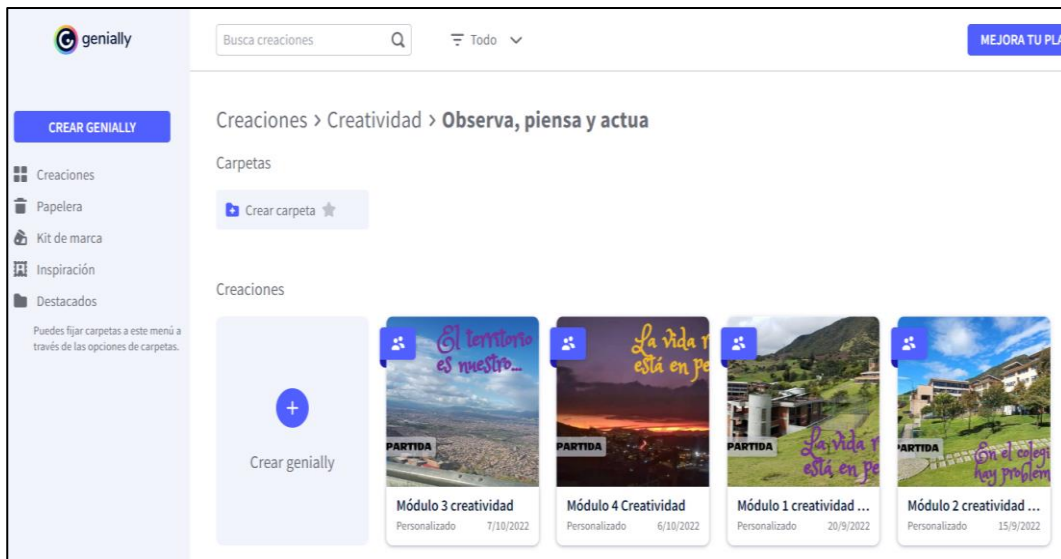 genially
Busca creaciones
Todo
MEJORA TU PLA
CREAR GENIALLY
Creaciones
Papelera
Kit de marca
Inspiración
Destacados
Puedes fijar carpetas a este menú a
través de las opciones de carpetas.
Creaciones > Creatividad > Observa, piensa y actua
Carpetas
Crear carpeta
Creaciones
Crear genially
El territorio
es nuestro...
PARTIDA
Módulo 3 creatividad
Personalizado 7/10/2022
La vida
está en pe
PARTIDA
Módulo 4 Creatividad
Personalizado 6/10/2022
La vida
está en pe
PARTIDA
Módulo 1 creatividad ...
Personalizado 20/9/2022
En el colegi
hay problem
PARTIDA
Módulo 2 creatividad ...
Personalizado 15/9/2022